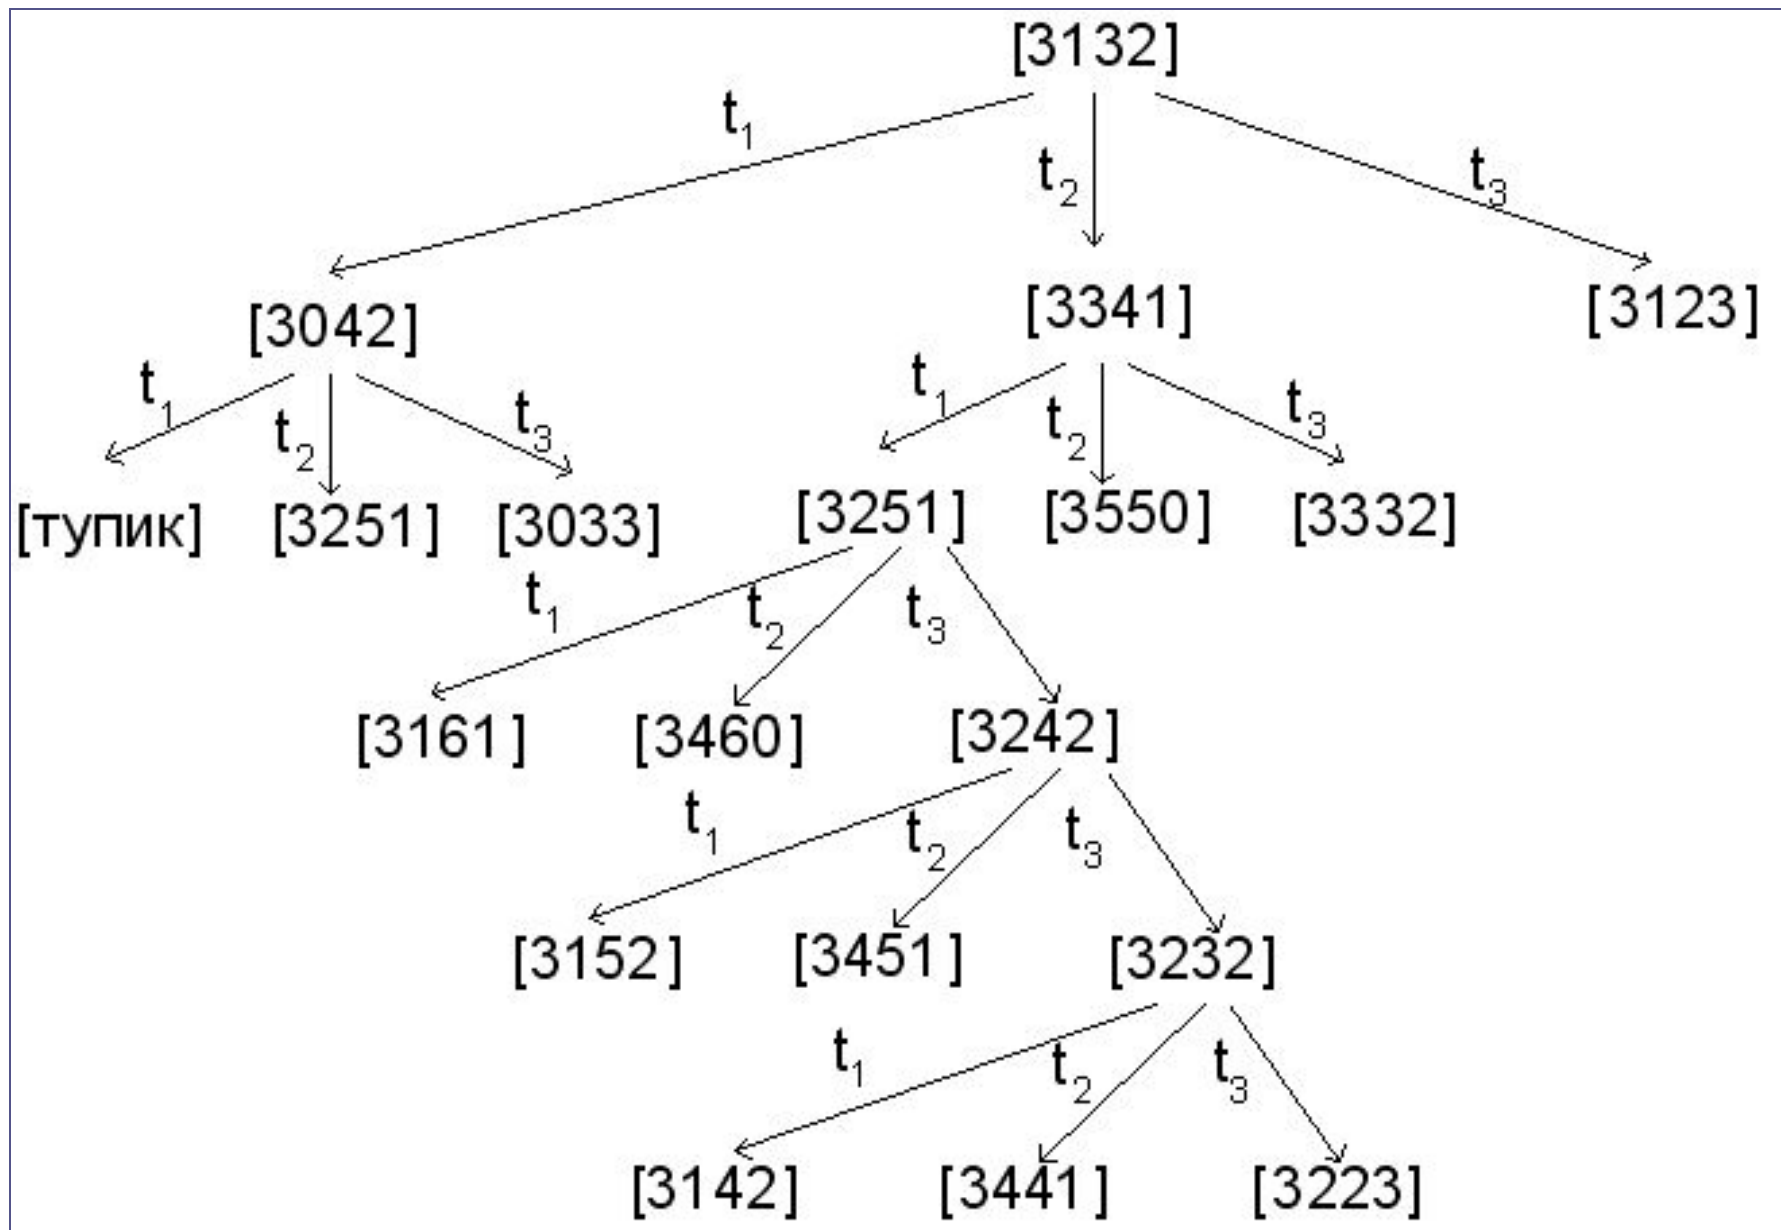 [3132]
t1 t2 t3
[3042] [3341] [3123]
t1 t2 t3 t1 t2 t3
[тупик] [3251] [3033] [3251] [3550] [3332]
t1 t2 t3
[3161] [3460] [3242]
t1 t2 t3
[3152] [3451] [3232]
t1 t2 t3
[3142] [3441] [3223]